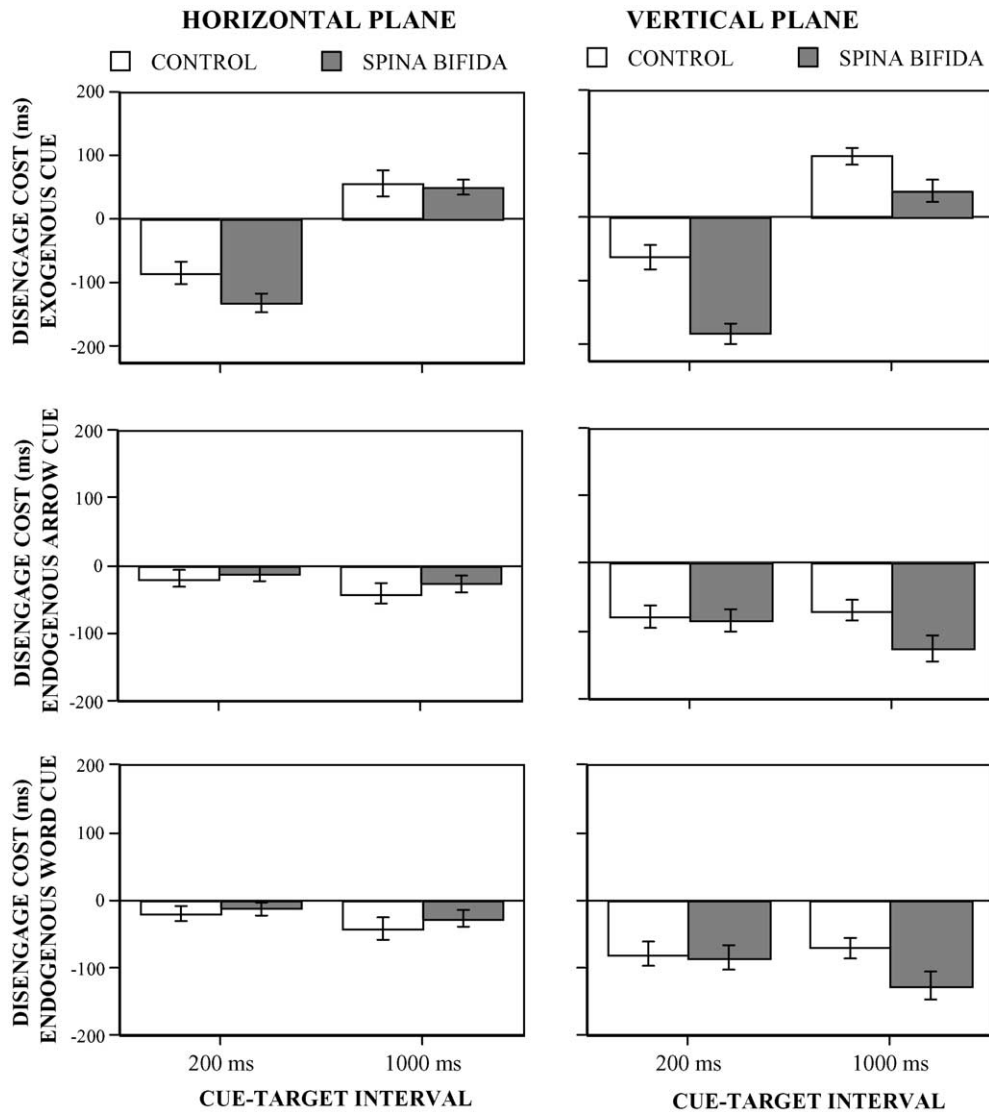 HORIZONTAL PLANE
VERTICAL PLANE
CONTROL
SPINA BIFIDA
CONTROL
SPINA BIFIDA
DISENGAGE COST (ms)
EXOGENOUS CUE
200
100
0
-100
-200
DISENGAGE COST (ms)
ENDOGENOUS ARROW CUE
200
100
0
-100
-200
DISENGAGE COST (ms)
ENDOGENOUS WORD CUE
200
100
0
-100
-200
200 ms
1000 ms
200 ms
1000 ms
CUE-TARGET INTERVAL
CUE-TARGET INTERVAL